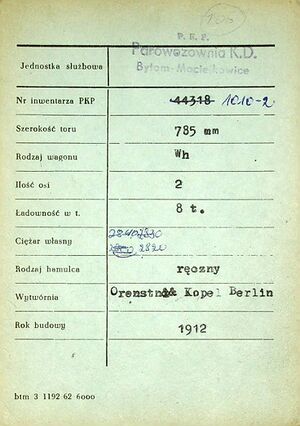 P. K. P.
Parowozownia K.D.
Bytom-Maciejkowice
Jednostka służbowa
Nr inwentarza PKP 44318 1010-2
Szerokość toru 785 mm
Rodzaj wagonu Wh
Ilość osi 2
Ładowność w t. 8 t.
Ciężar własny
2820
Rodzaj hamulca ręczny
Wytwórnia Orenstn&& Kopel Berlin
Rok budowy 1912
btm 3 1192 62 6000